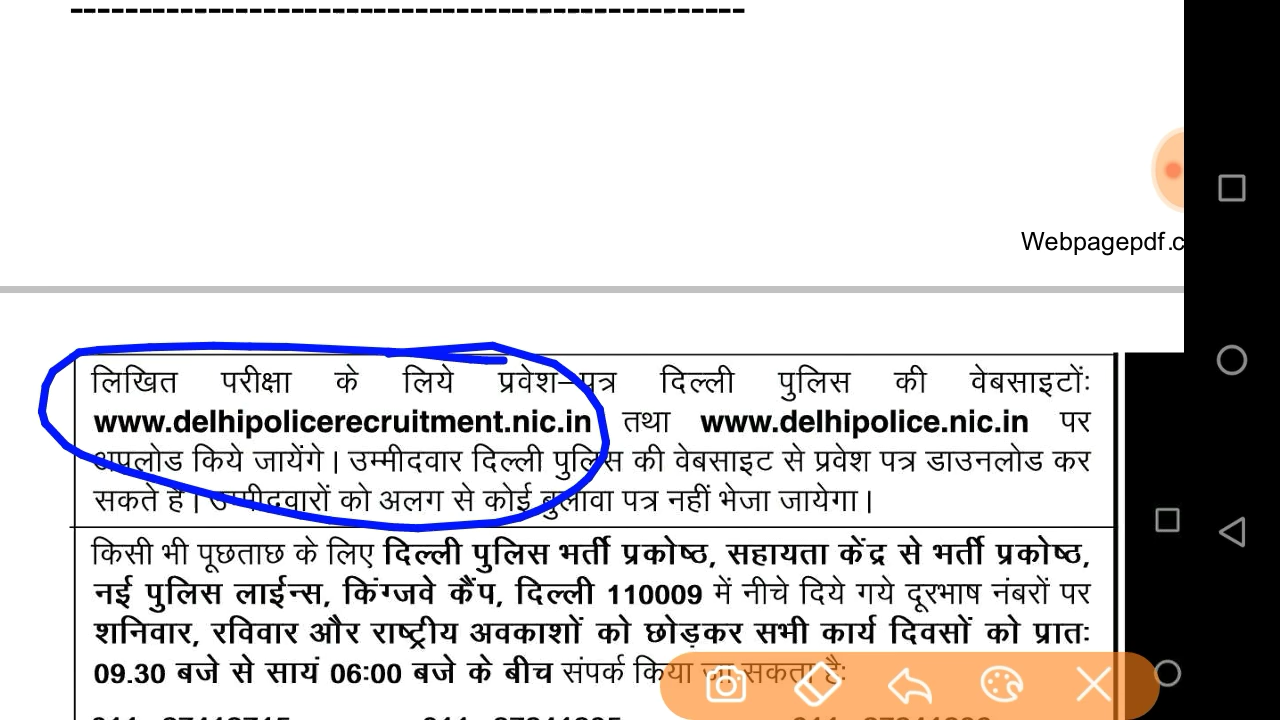 Webpagepdf.c
लिखित परीक्षा के लिये प्रवेश–पत्र दिल्ली पुलिस की वेबसाइटोंः
www.delhipolicerecruitment.nic.in तथा www.delhipolice.nic.in पर
अपलोड किये जायेंगे। उम्मीदवार दिल्ली पुलिस की वेबसाइट से प्रवेश पत्र डाउनलोड कर
सकते हैं। उम्मीदवारों को अलग से कोई बुलावा पत्र नहीं भेजा जायेगा।
किसी भी पूछताछ के लिए दिल्ली पुलिस भर्ती प्रकोष्ठ, सहायता केंद्र से भर्ती प्रकोष्ठ,
नई पुलिस लाईन्स, किंग्जवे कैंप, दिल्ली 110009 में नीचे दिये गये दूरभाष नंबरों पर
शनिवार, रविवार और राष्ट्रीय अवकाशों को छोड़कर सभी कार्य दिवसों को प्रातः
09.30 बजे से सायं 06:00 बजे के बीच संपर्क किया जा सकता हैः